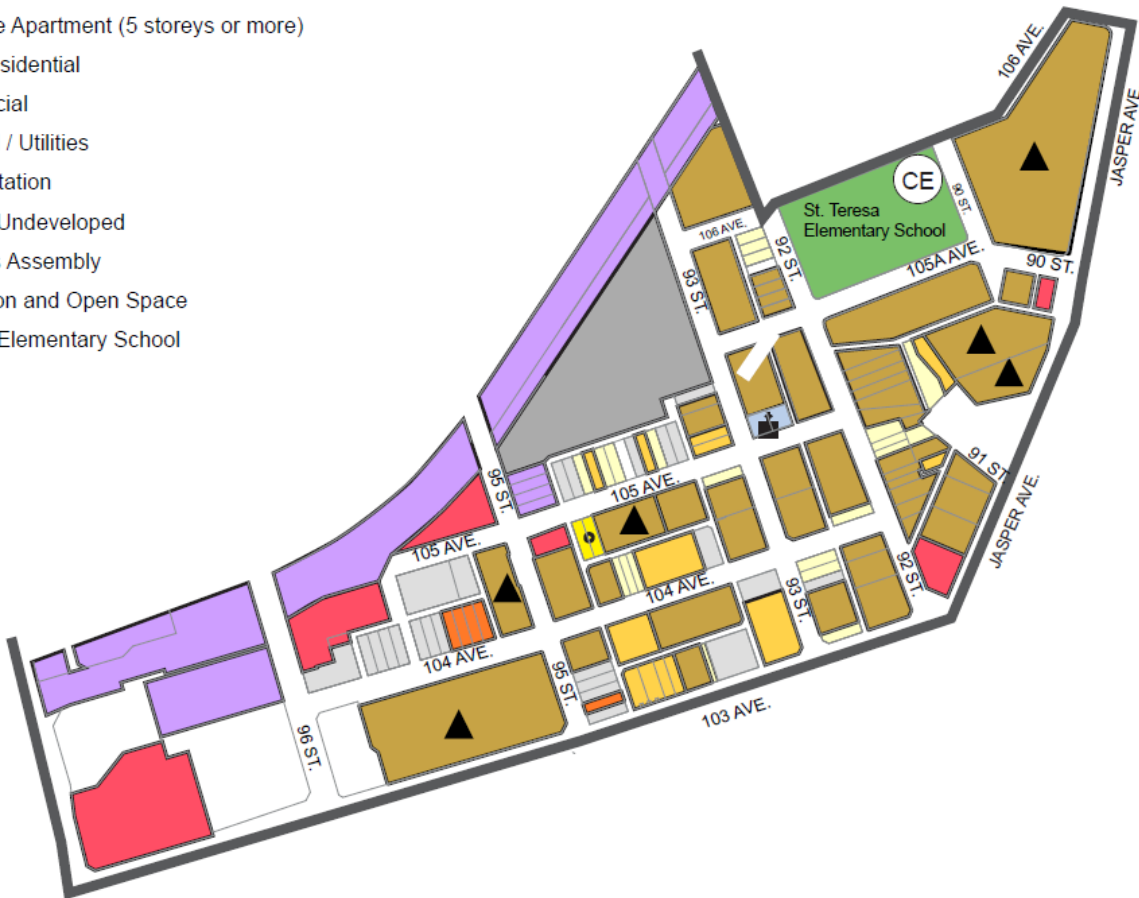 e Apartment (5 storeys or more)
sidential
cial
/ Utilities
tation
Undeveloped
s Assembly
on and Open Space
Elementary School
106 AVE.
JASPER AVE
CE
90 ST.
St. Teresa
Elementary School
106 AVE.
92 ST.
105A AVE.
90 ST.
93 ST.
91 ST.
95 ST.
105 AVE.
JASPER AVE.
105 AVE.
92 ST.
104 AVE.
93 ST.
104 AVE.
95 ST.
103 AVE.
96 ST.